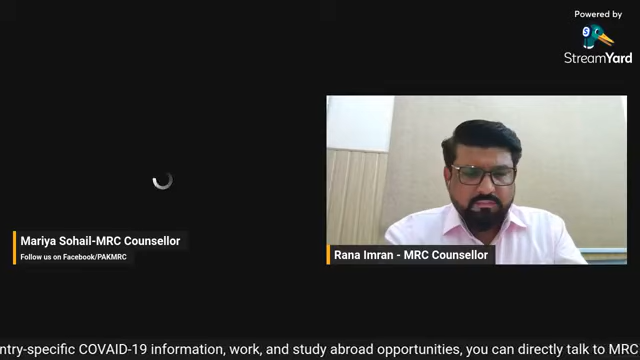 Powered by
StreamYard
Mariya Sohail-MRC Counsellor
Follow us on Facebook/PAKMRC
Rana Imran - MRC Counsellor
ntry-specific COVAID-19 information, work, and study abroad opportunities, you can directly talk to MRC